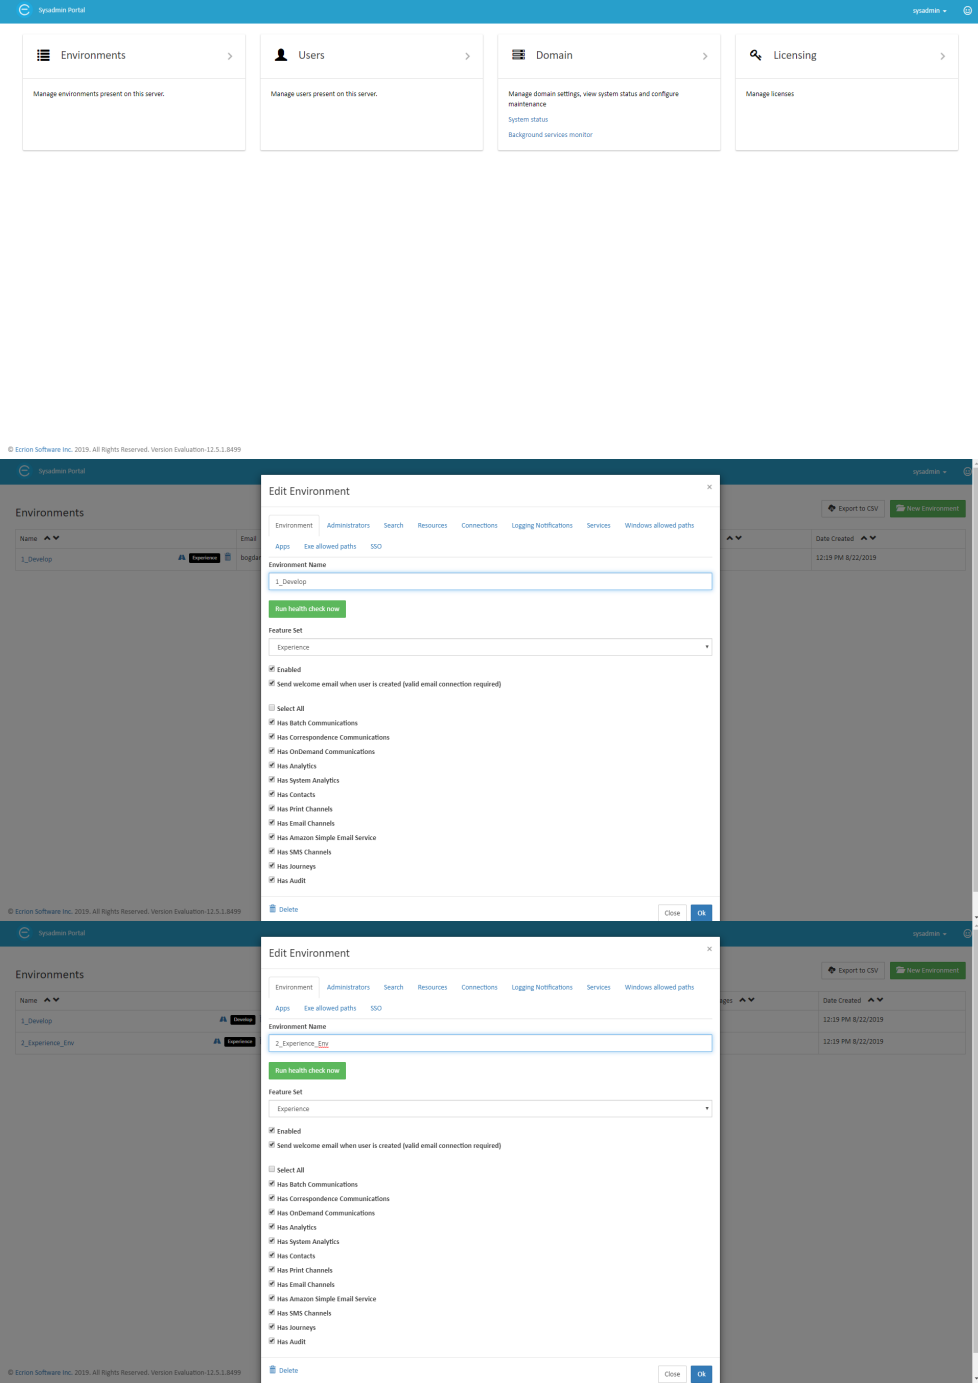 Sysadmin Portal
sysadmin
Environments
Users
Domain
Licensing
Manage environments present on this server.
Manage users present on this server.
Manage domain settings, view system status and configure
maintenance
Manage licenses
System status
Background services monitor
© Ecrion Software Inc. 2019. All Rights Reserved. Version Evaluation-12.5.1.8499
Sysadmin Portal
sysadmin
Edit Environment
×
Environments
Export to CSV
New Environment
Environment Administrators Search Resources Connections Logging Notifications Services Windows allowed paths
Name
Email
Date Created
Apps Exe allowed paths SSO
1_Develop
Experience
bogdan
12:19 PM 8/22/2019
Environment Name
1_Develop
Run health check now
Feature Set
Experience
Enabled
Send welcome email when user is created (valid email connection required)
Select All
Has Batch Communications
Has Correspondence Communications
Has OnDemand Communications
Has Analytics
Has System Analytics
Has Contacts
Has Print Channels
Has Email Channels
Has Amazon Simple Email Service
Has SMS Channels
Has Journeys
Has Audit
Delete
Close
Ok
© Ecrion Software Inc. 2019. All Rights Reserved. Version Evaluation-12.5.1.8499
Sysadmin Portal
sysadmin
Edit Environment
×
Environments
Export to CSV
New Environment
Environment Administrators Search Resources Connections Logging Notifications Services Windows allowed paths
Name
ages
Date Created
Apps Exe allowed paths SSO
1_Develop
Develop
12:19 PM 8/22/2019
Environment Name
2_Experience_Env
Experience
12:19 PM 8/22/2019
2_Experience_Env
Run health check now
Feature Set
Experience
Enabled
Send welcome email when user is created (valid email connection required)
Select All
Has Batch Communications
Has Correspondence Communications
Has OnDemand Communications
Has Analytics
Has System Analytics
Has Contacts
Has Print Channels
Has Email Channels
Has Amazon Simple Email Service
Has SMS Channels
Has Journeys
Has Audit
Delete
Close
Ok
© Ecrion Software Inc. 2019. All Rights Reserved. Version Evaluation-12.5.1.8499